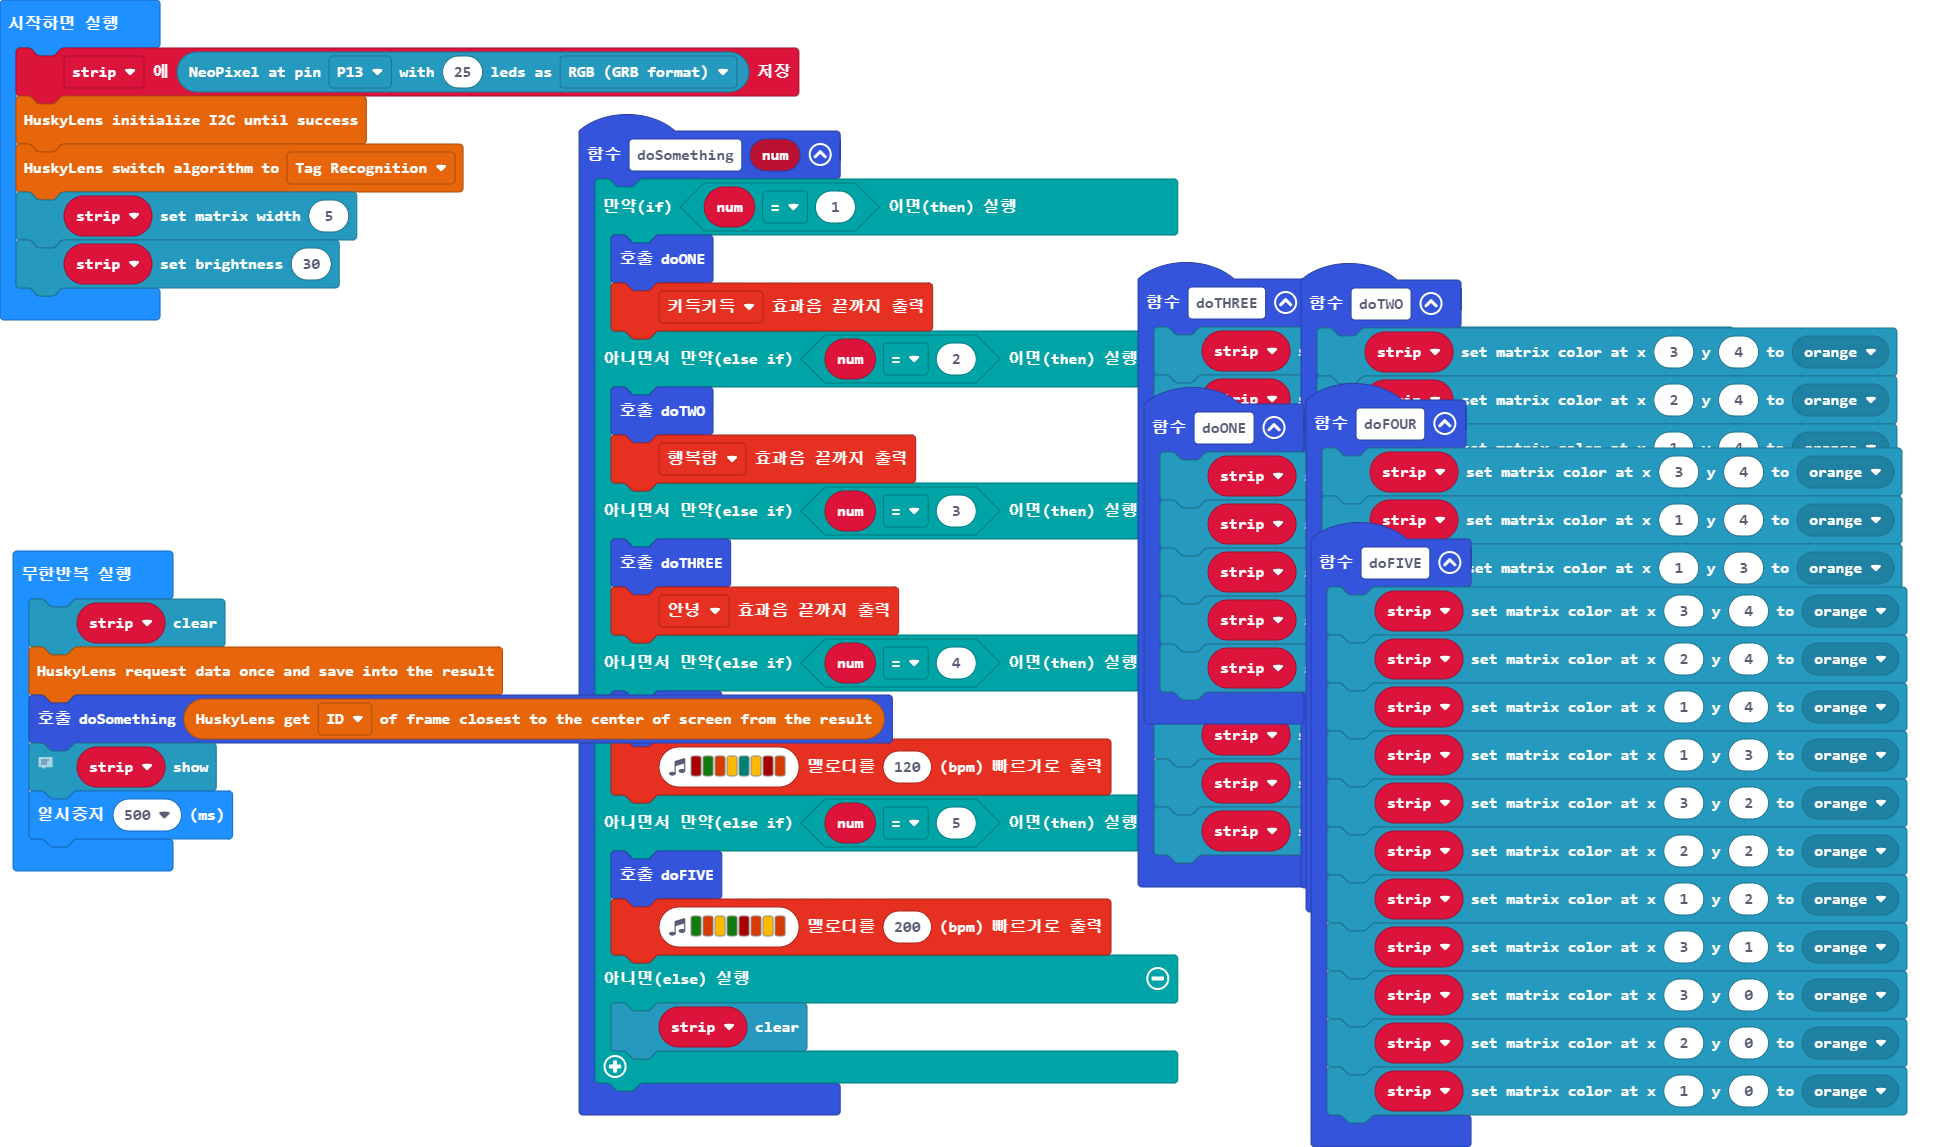 시작하면 실행
strip 에 NeoPixel at pin P13 with 25 leds as RGB (GRB format) 저장
HuskyLens initialize I2C until success
HuskyLens switch algorithm to Tag Recognition
strip set matrix width 5
strip set brightness 30
무한반복 실행
strip clear
HuskyLens request data once and save into the result
호출 doSomething HuskyLens get ID of frame closest to the center of screen from the result
strip show
일시중지 500 (ms)
함수 doSomething num
만약(if) num = 1 이면(then) 실행
호출 doONE
키득키득 효과음 끝까지 출력
아니면서 만약(else if) num = 2 이면(then) 실행
호출 doTWO
행복함 효과음 끝까지 출력
아니면서 만약(else if) num = 3 이면(then) 실행
호출 doTHREE
안녕 효과음 끝까지 출력
아니면서 만약(else if) num = 4 이면(then) 실행
멜로디를 120 (bpm) 빠르기로 출력
아니면서 만약(else if) num = 5 이면(then) 실행
호출 doFIVE
멜로디를 200 (bpm) 빠르기로 출력
아니면(else) 실행
strip clear
함수 doTHREE
strip
strip
strip
strip
함수 doONE
strip
strip
strip
strip
strip
함수 doTWO
strip set matrix color at x 3 y 4 to orange
set matrix color at x 2 y 4 to orange
set matrix color at x 1 y 4 to orange
함수 doFOUR
strip set matrix color at x 3 y 4 to orange
strip set matrix color at x 1 y 4 to orange
set matrix color at x 1 y 3 to orange
함수 doFIVE
strip set matrix color at x 3 y 4 to orange
strip set matrix color at x 2 y 4 to orange
strip set matrix color at x 1 y 4 to orange
strip set matrix color at x 1 y 3 to orange
strip set matrix color at x 3 y 2 to orange
strip set matrix color at x 2 y 2 to orange
strip set matrix color at x 1 y 2 to orange
strip set matrix color at x 3 y 1 to orange
strip set matrix color at x 3 y 0 to orange
strip set matrix color at x 2 y 0 to orange
strip set matrix color at x 1 y 0 to orange